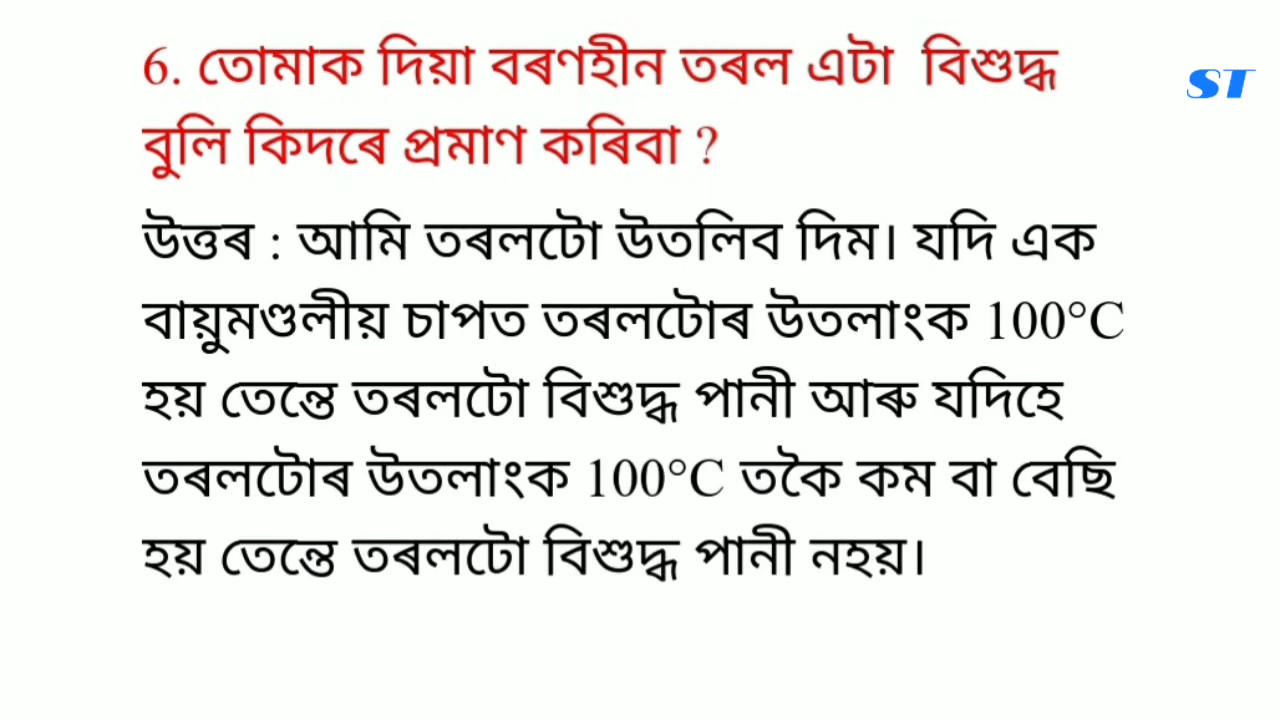 6. তোমাক দিয়া বৰণহীন তৰল এটা বিশুদ্ধ
ST
বুলি কিদৰে প্ৰমাণ কৰিবা ?
উত্তৰ : আমি তৰলটো উতলিব দিম। যদি এক
বায়ুমণ্ডলীয় চাপত তৰলটোৰ উতলাংক 100°C
হয় তেন্তে তৰলটো বিশুদ্ধ পানী আৰু যদিহে
তৰলটোৰ উতলাংক 100°C তকৈ কম বা বেছি
হয় তেন্তে তৰলটো বিশুদ্ধ পানী নহয়।